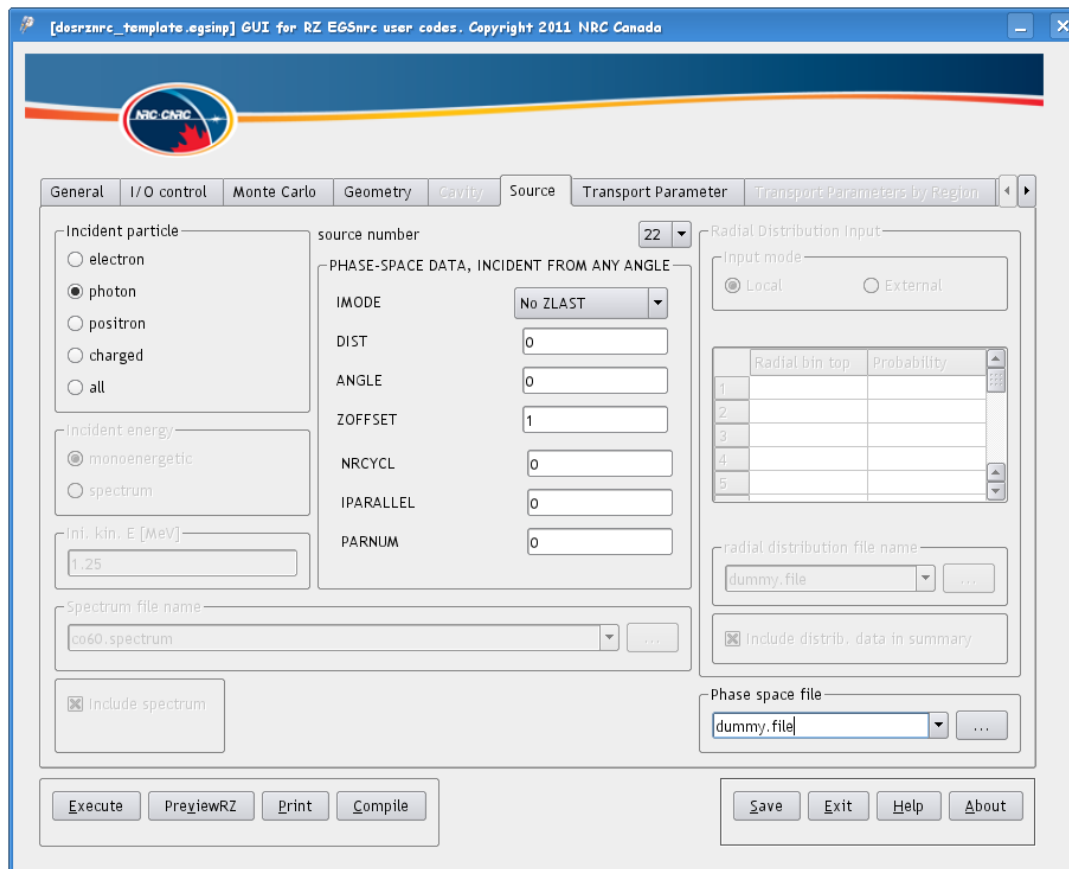 [dosrznrc_template.egsinp] GUI for RZ EGSnrc user codes. Copyright 2011 NRC Canada
NRC·CNRC
General I/O control Monte Carlo Geometry Cavity Source Transport Parameter Transport Parameters by Region
Incident particle
electron
photon
positron
charged
all
Incident energy
monoenergetic
spectrum
Ini. kin. E [MeV]
1.25
Spectrum file name
co60.spectrum
...
Include spectrum
source number 22
PHASE-SPACE DATA, INCIDENT FROM ANY ANGLE
IMODE No ZLAST
DIST 0
ANGLE 0
ZOFFSET 1
NRCYCL 0
IPARALLEL 0
PARNUM 0
Radial Distribution Input
Input mode
Local External
Radial bin top Probability
1
2
3
4
5
radial distribution file name
dummy.file ...
Include distrib. data in summary
Phase space file
dummy.file ...
Execute PreviewRZ Print Compile
Save Exit Help About